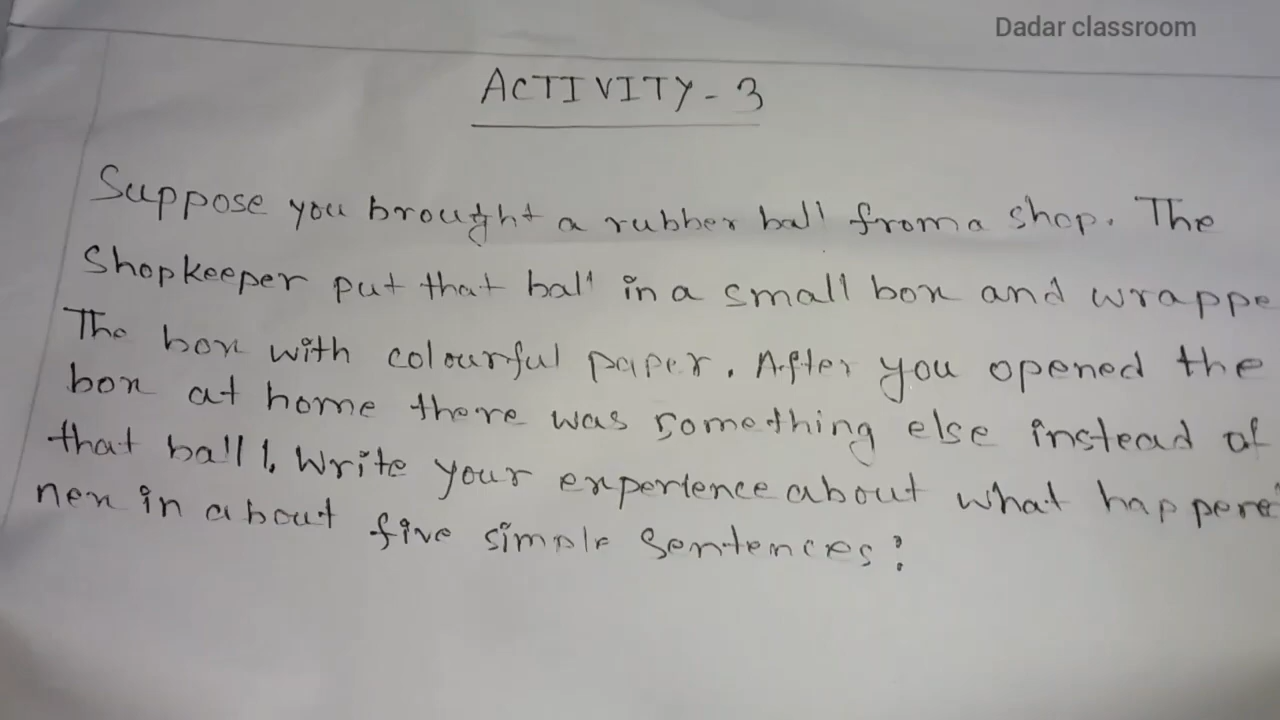 Dadar classroom
ACTIVITY - 3
Suppose you brought a rubber ball from a shop. The
Shopkeeper put that ball in a small box and wrappe
The box with colourful paper. After you opened the
box at home there was something else instead of
that ball! Write your experience about what happene
nex in about five simple sentences: